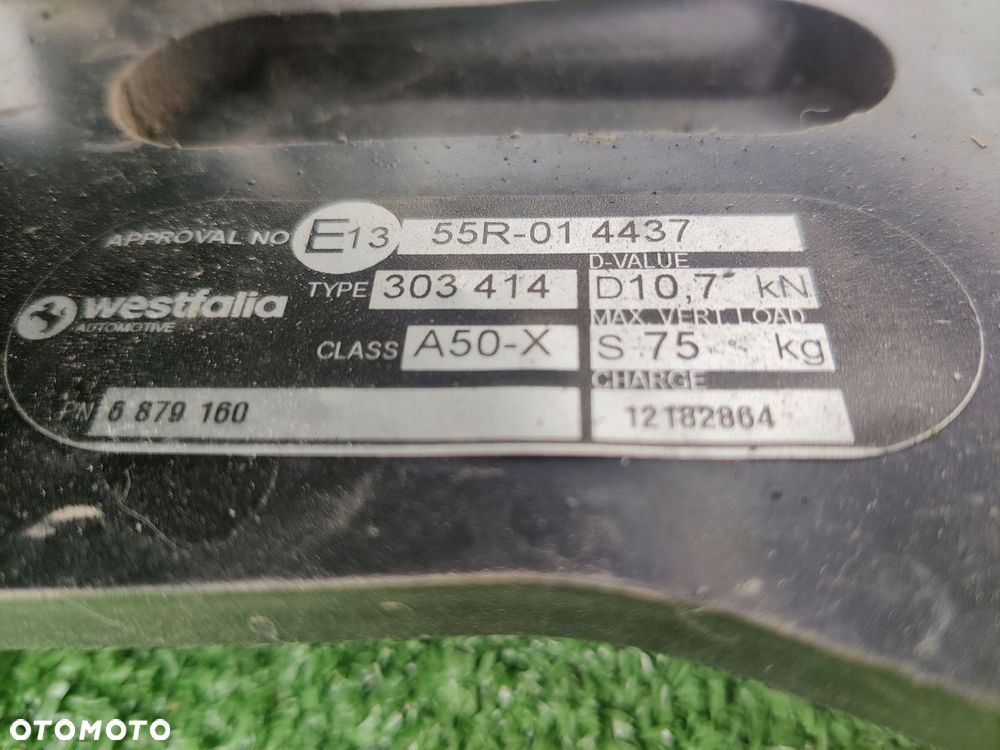 APPROVAL NO E13 55R-01 4437
D-VALUE
TYPE 303 414 D10,7 kN
westfalia
AUTOMOTIVE
MAX. VERT. LOAD
CLASS A50-X S 75 kg
CHARGE
PN 6 879 160 12182864
OTOMOTO